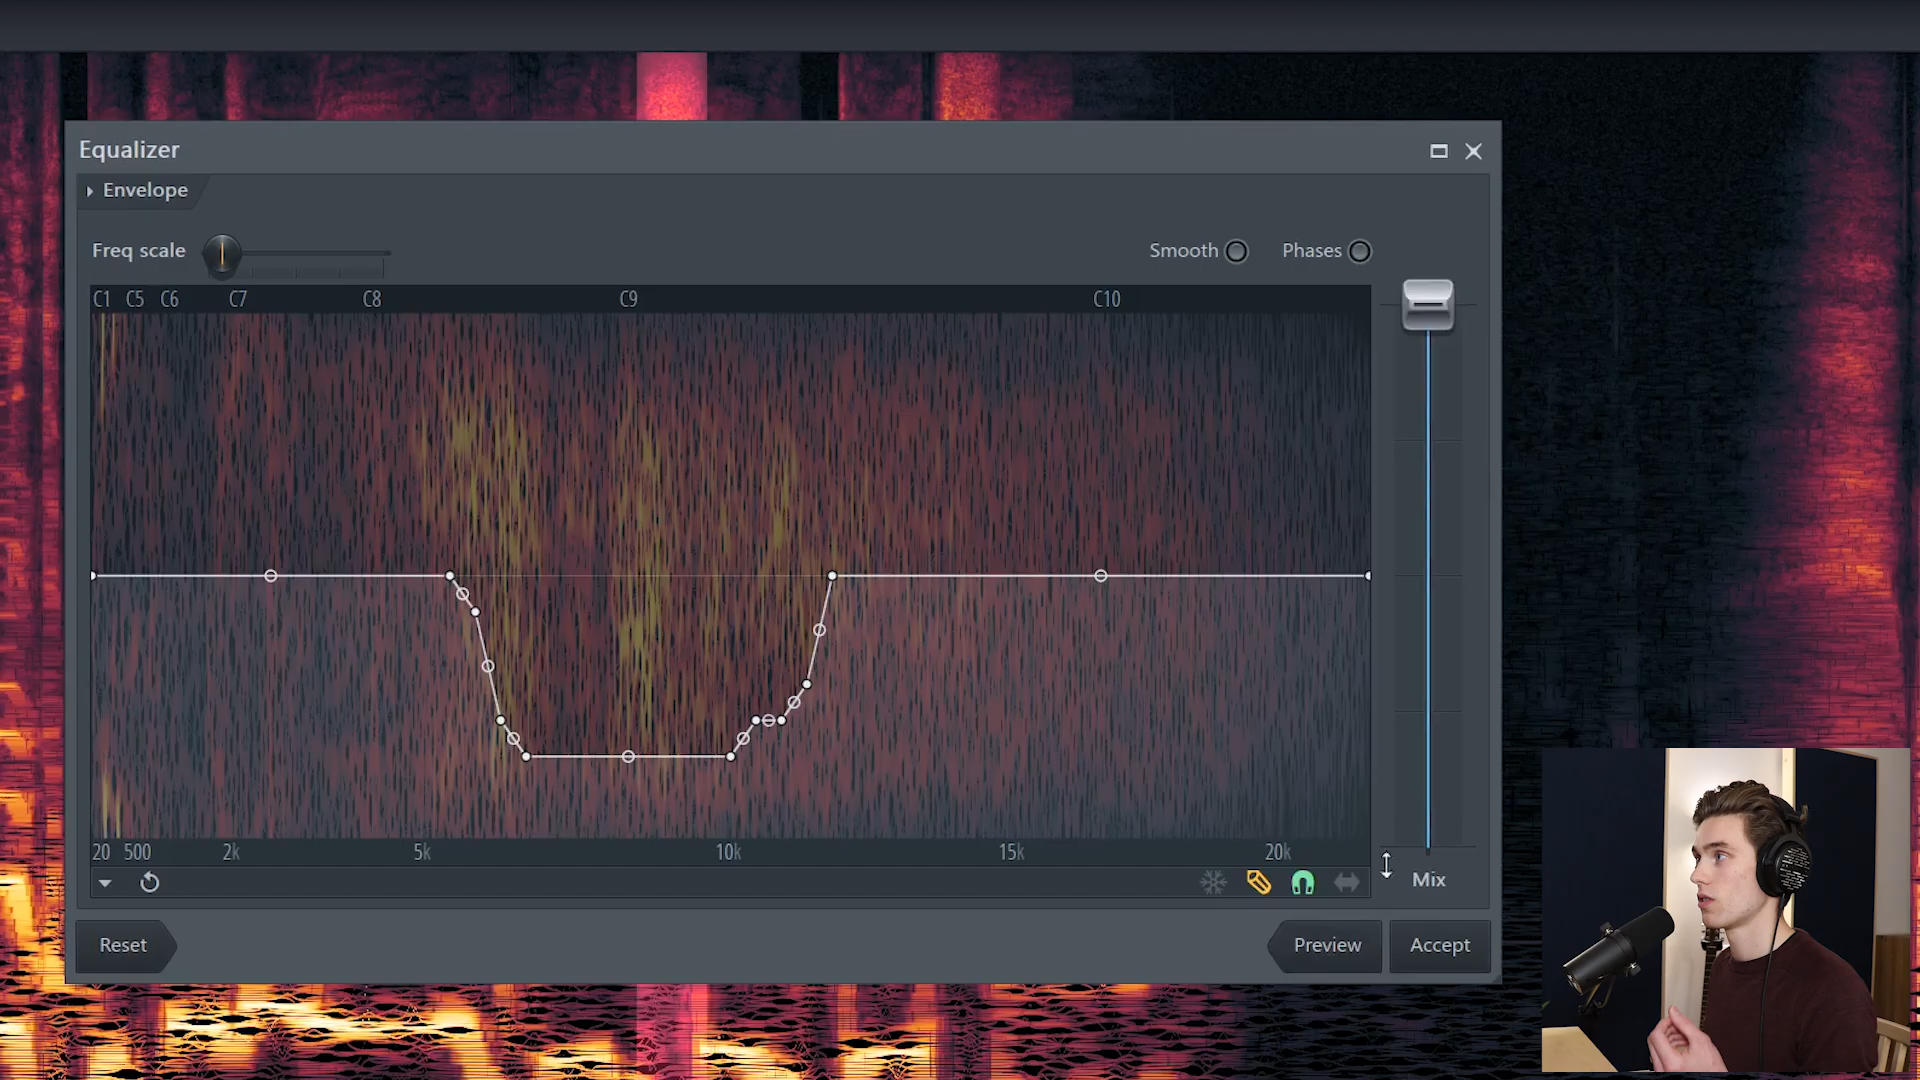 Equalizer
Envelope
Freq scale
Smooth
Phases
C1 C5 C6 C7 C8 C9 C10
20 500 2k 5k 10k 15k 20k
Mix
Reset
Preview
Accept